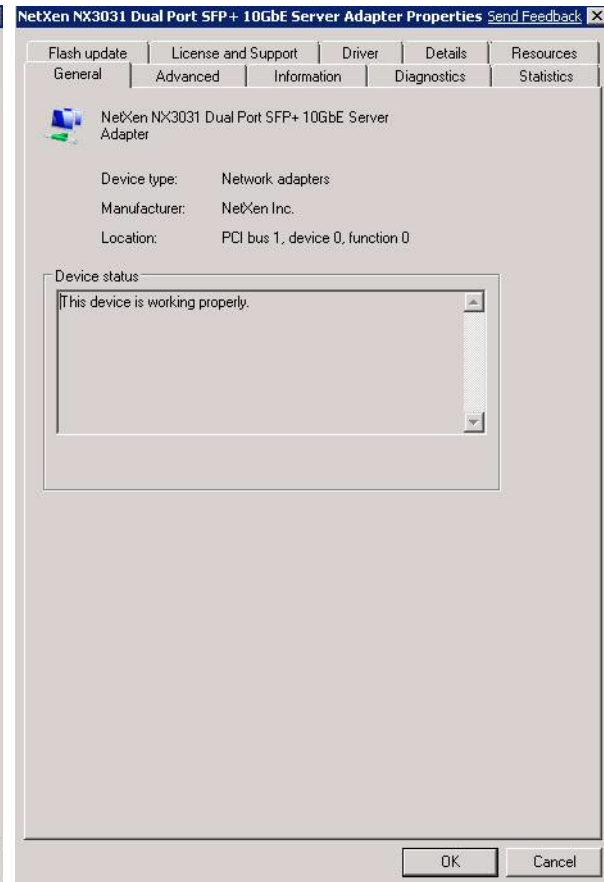 NetXen NX3031 Dual Port SFP+ 10GbE Server Adapter Properties Send Feedback
Flash update License and Support Driver Details Resources
General Advanced Information Diagnostics Statistics
NetXen NX3031 Dual Port SFP+ 10GbE Server
Adapter
Device type: Network adapters
Manufacturer: NetXen Inc.
Location: PCI bus 1, device 0, function 0
Device status
This device is working properly.
OK Cancel